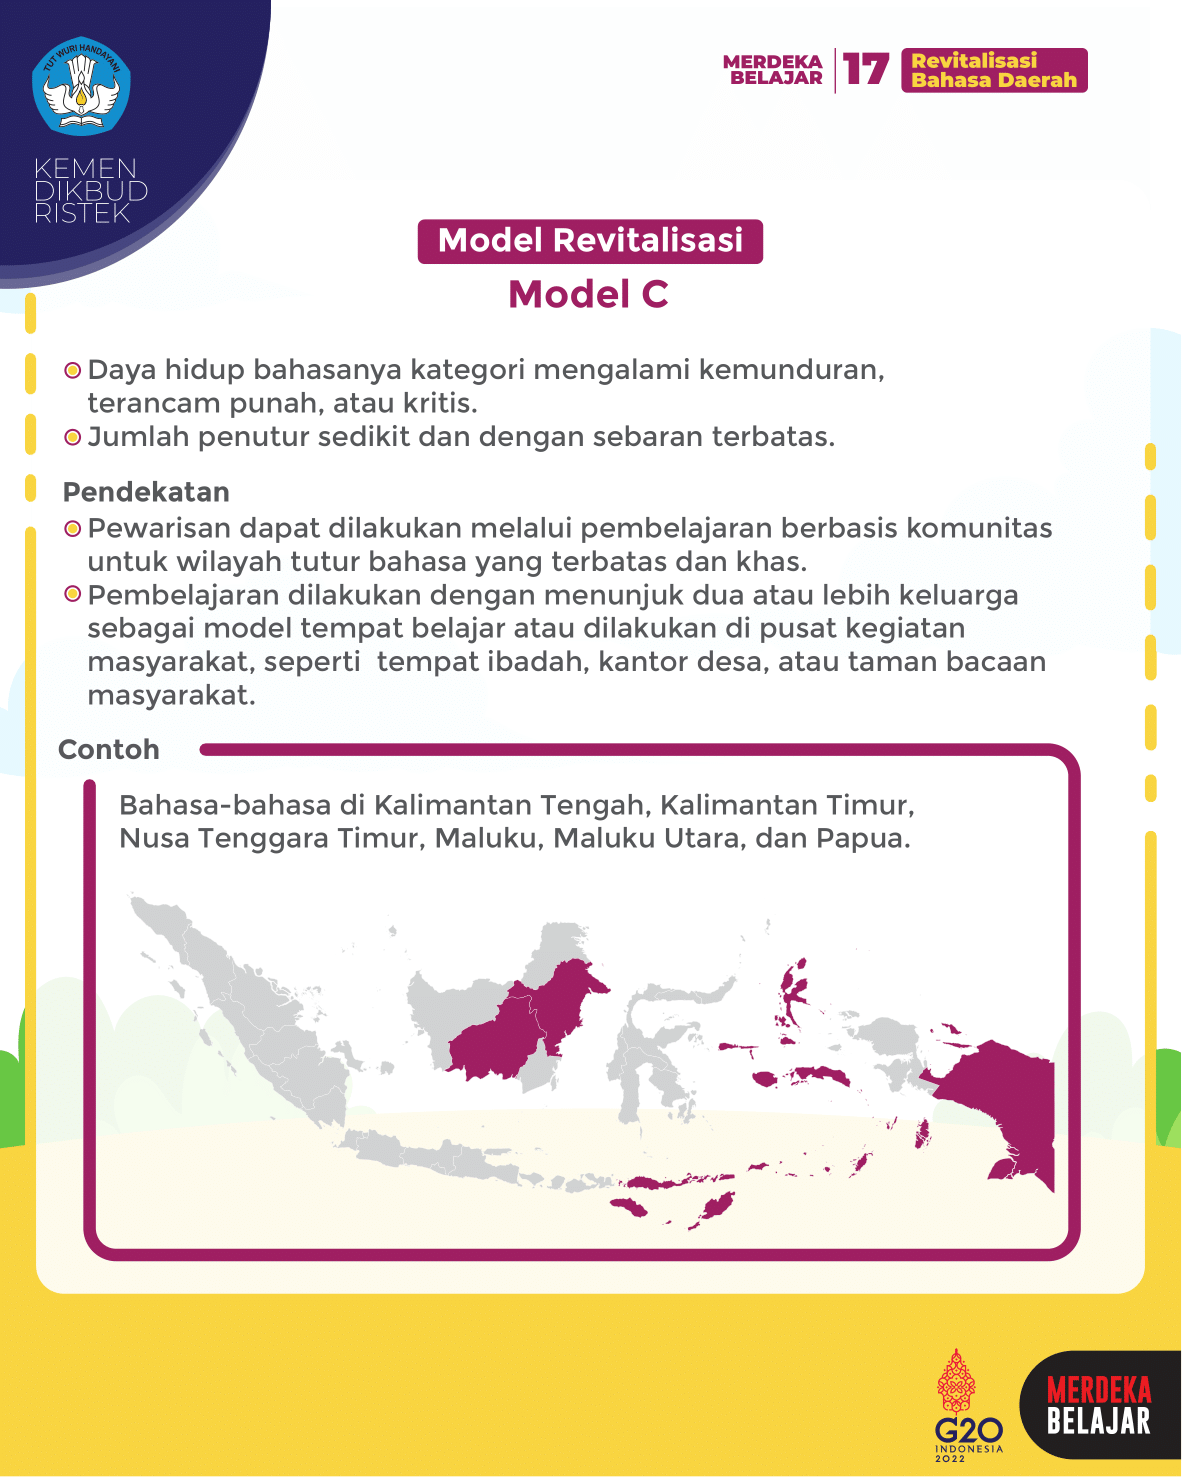 TUT WURI HANDAYANI
KEMEN
DIKBUD
RISTEK
MERDEKA
BELAJAR
17
Revitalisasi
Bahasa Daerah
Model Revitalisasi
Model C
Daya hidup bahasanya kategori mengalami kemunduran,
terancam punah, atau kritis.
Jumlah penutur sedikit dan dengan sebaran terbatas.
Pendekatan
Pewarisan dapat dilakukan melalui pembelajaran berbasis komunitas
untuk wilayah tutur bahasa yang terbatas dan khas.
Pembelajaran dilakukan dengan menunjuk dua atau lebih keluarga
sebagai model tempat belajar atau dilakukan di pusat kegiatan
masyarakat, seperti  tempat ibadah, kantor desa, atau taman bacaan
masyarakat.
Contoh
Bahasa-bahasa di Kalimantan Tengah, Kalimantan Timur,
Nusa Tenggara Timur, Maluku, Maluku Utara, dan Papua.
G20
INDONESIA
2022
MERDEKA
BELAJAR